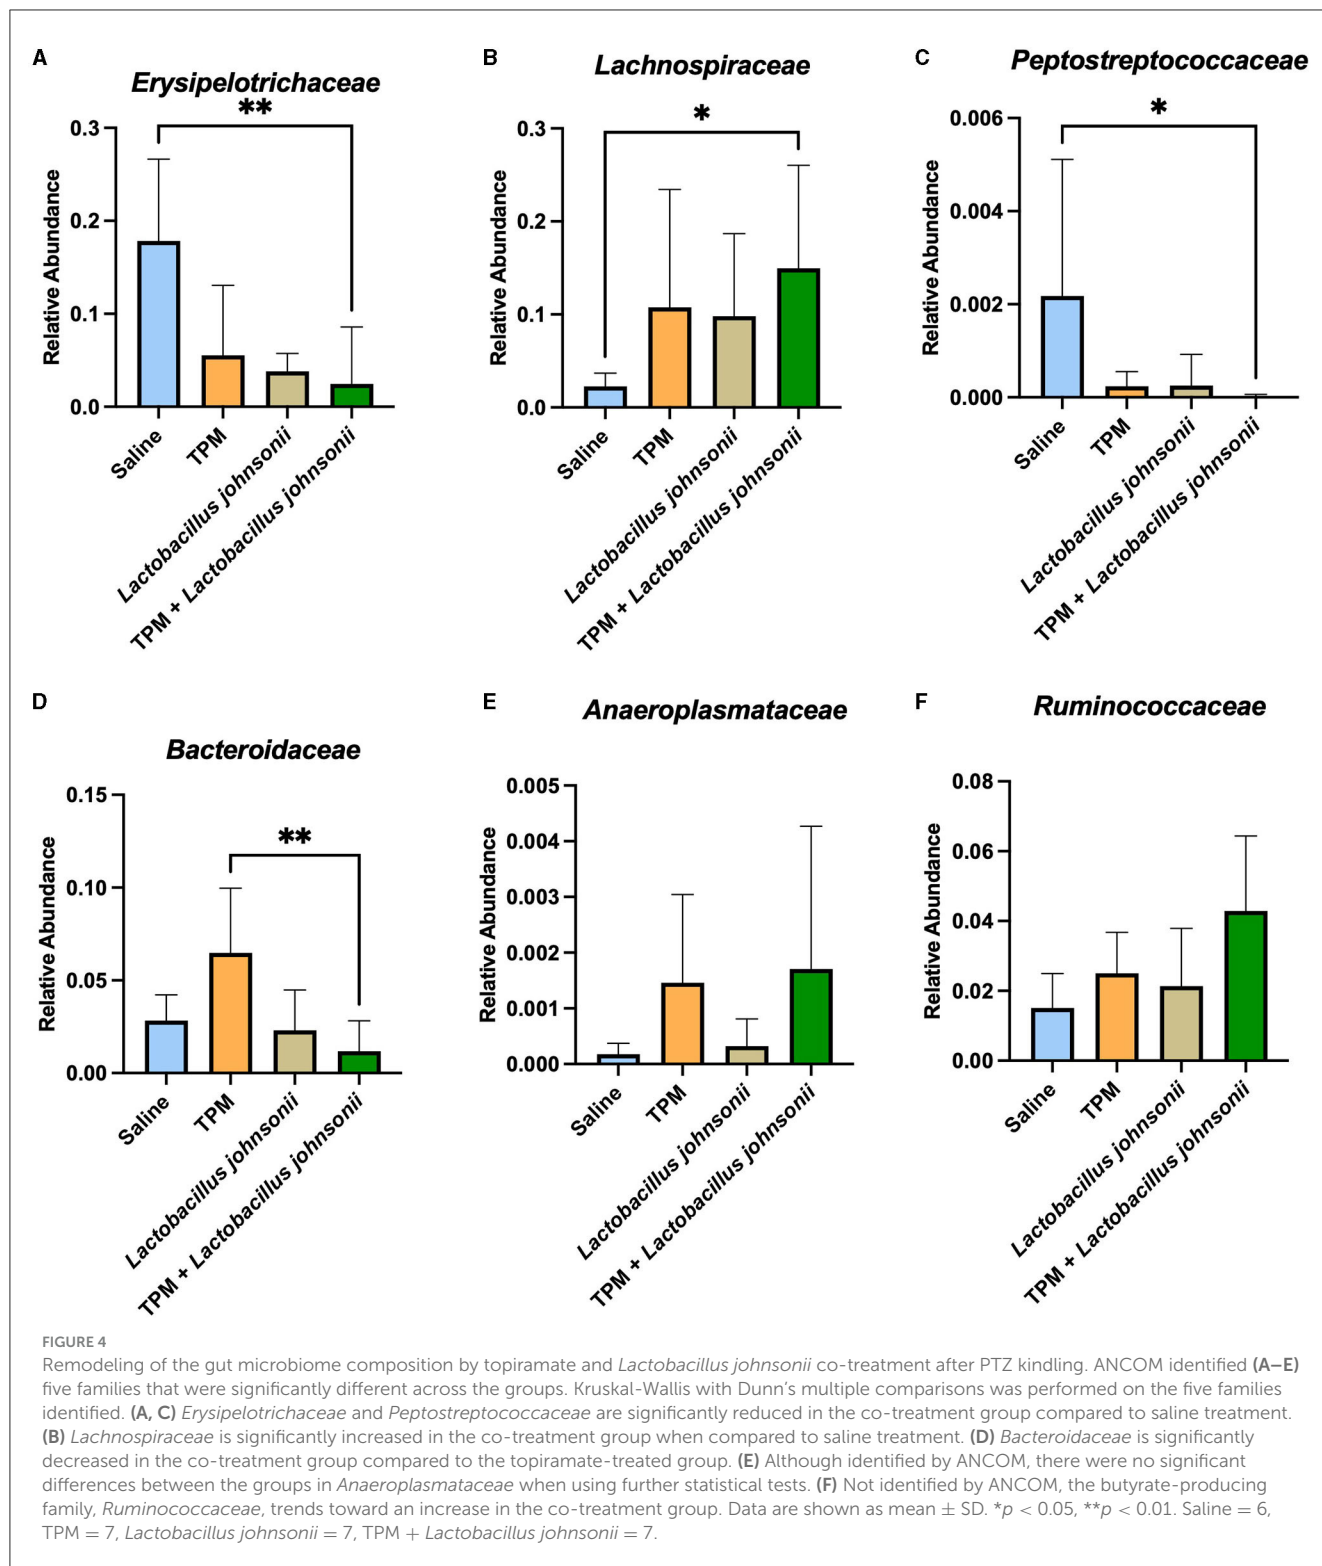 A
Erysipelotrichaceae
**
Relative Abundance
0.3
0.2
0.1
0.0
Saline
TPM
Lactobacillus johnsonii
TPM + Lactobacillus johnsonii
B
Lachnospiraceae
*
Relative Abundance
0.3
0.2
0.1
0.0
Saline
TPM
Lactobacillus johnsonii
TPM + Lactobacillus johnsonii
C
Peptostreptococcaceae
*
Relative Abundance
0.006
0.004
0.002
0.000
Saline
TPM
Lactobacillus johnsonii
TPM + Lactobacillus johnsonii
D
Bacteroidaceae
**
Relative Abundance
0.15
0.10
0.05
0.00
Saline
TPM
Lactobacillus johnsonii
TPM + Lactobacillus johnsonii
E
Anaeroplasmataceae
Relative Abundance
0.005
0.004
0.003
0.002
0.001
0.000
Saline
TPM
Lactobacillus johnsonii
TPM + Lactobacillus johnsonii
F
Ruminococcaceae
Relative Abundance
0.08
0.06
0.04
0.02
0.00
Saline
TPM
Lactobacillus johnsonii
TPM + Lactobacillus johnsonii
FIGURE 4
Remodeling of the gut microbiome composition by topiramate and Lactobacillus johnsonii co-treatment after PTZ kindling. ANCOM identified (A–E)
five families that were significantly different across the groups. Kruskal-Wallis with Dunn's multiple comparisons was performed on the five families
identified. (A, C) Erysipelotrichaceae and Peptostreptococcaceae are significantly reduced in the co-treatment group compared to saline treatment.
(B) Lachnospiraceae is significantly increased in the co-treatment group when compared to saline treatment. (D) Bacteroidaceae is significantly
decreased in the co-treatment group compared to the topiramate-treated group. (E) Although identified by ANCOM, there were no significant
differences between the groups in Anaeroplasmataceae when using further statistical tests. (F) Not identified by ANCOM, the butyrate-producing
family, Ruminococcaceae, trends toward an increase in the co-treatment group. Data are shown as mean ± SD. *p < 0.05, **p < 0.01. Saline = 6,
TPM = 7, Lactobacillus johnsonii = 7, TPM + Lactobacillus johnsonii = 7.